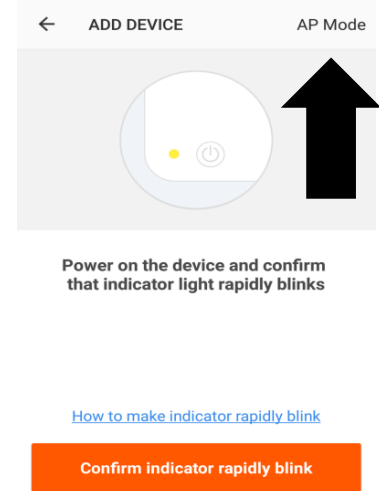 ADD DEVICE AP Mode
Power on the device and confirm
that indicator light rapidly blinks
How to make indicator rapidly blink
Confirm indicator rapidly blink